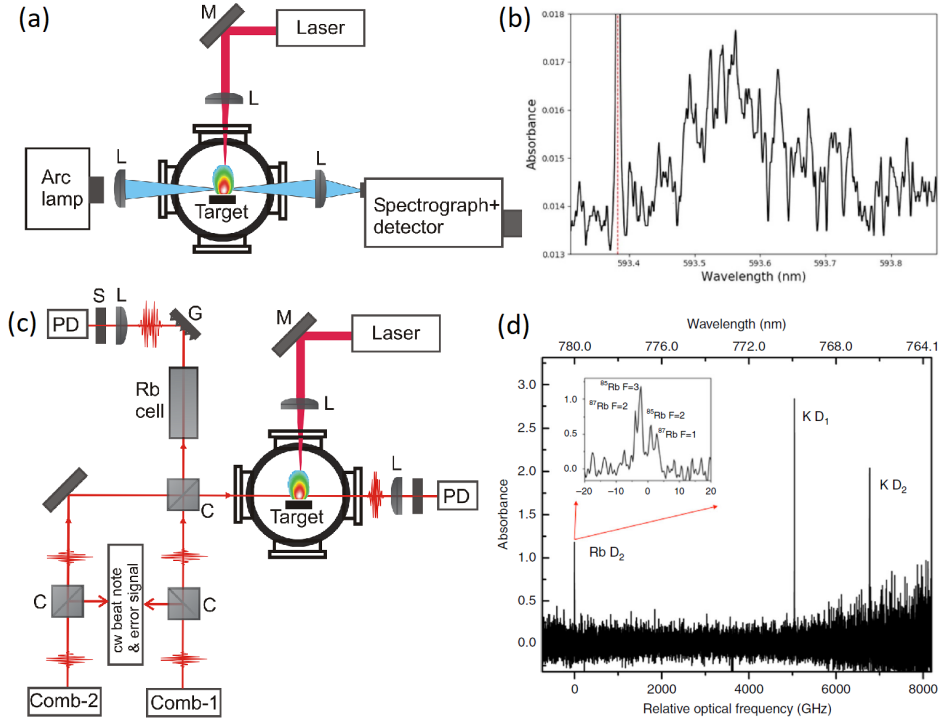 (a)
M
Laser
L
Arc
lamp
L
L
Target
Spectrograph+
detector
(b)
Absorbance
0.018
0.017
0.016
0.015
0.014
0.013
593.4
593.5
593.6
593.7
593.8
Wavelength (nm)
(c)
PD
S
L
G
Rb
cell
M
Laser
L
L
Target
PD
C
C
C
cw beat note
& error signal
Comb-2
Comb-1
(d)
Wavelength (nm)
780.0
776.0
772.0
768.0
764.1
Absorbance
3.0
2.5
2.0
1.5
1.0
0.5
0.0
1.0
0.5
0.0
⁸⁵Rb F=3
⁸⁷Rb F=2
⁸⁵Rb F=2
⁸⁷Rb F=1
−20
−10
0
10
20
K D₁
K D₂
Rb D₂
0
2000
4000
6000
8000
Relative optical frequency (GHz)